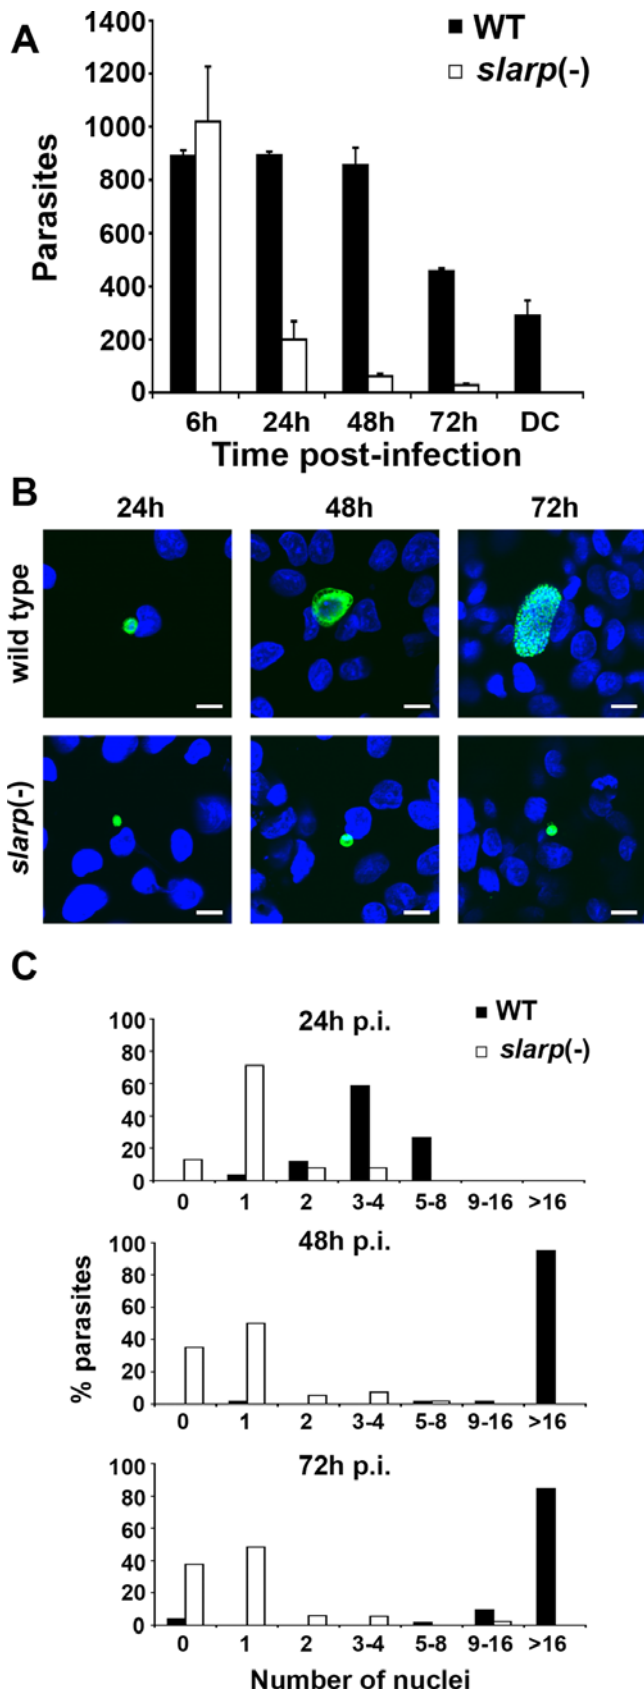 A
WT
slarp(-)
1400
1200
1000
800
600
400
200
0
Parasites
6h 24h 48h 72h DC
Time post-infection
B
24h 48h 72h
wild type
slarp(-)
C
24h p.i.
WT
slarp(-)
100
80
60
40
20
0
0 1 2 3-4 5-8 9-16 >16
48h p.i.
100
80
60
40
20
0
% parasites
0 1 2 3-4 5-8 9-16 >16
72h p.i.
100
80
60
40
20
0
0 1 2 3-4 5-8 9-16 >16
Number of nuclei